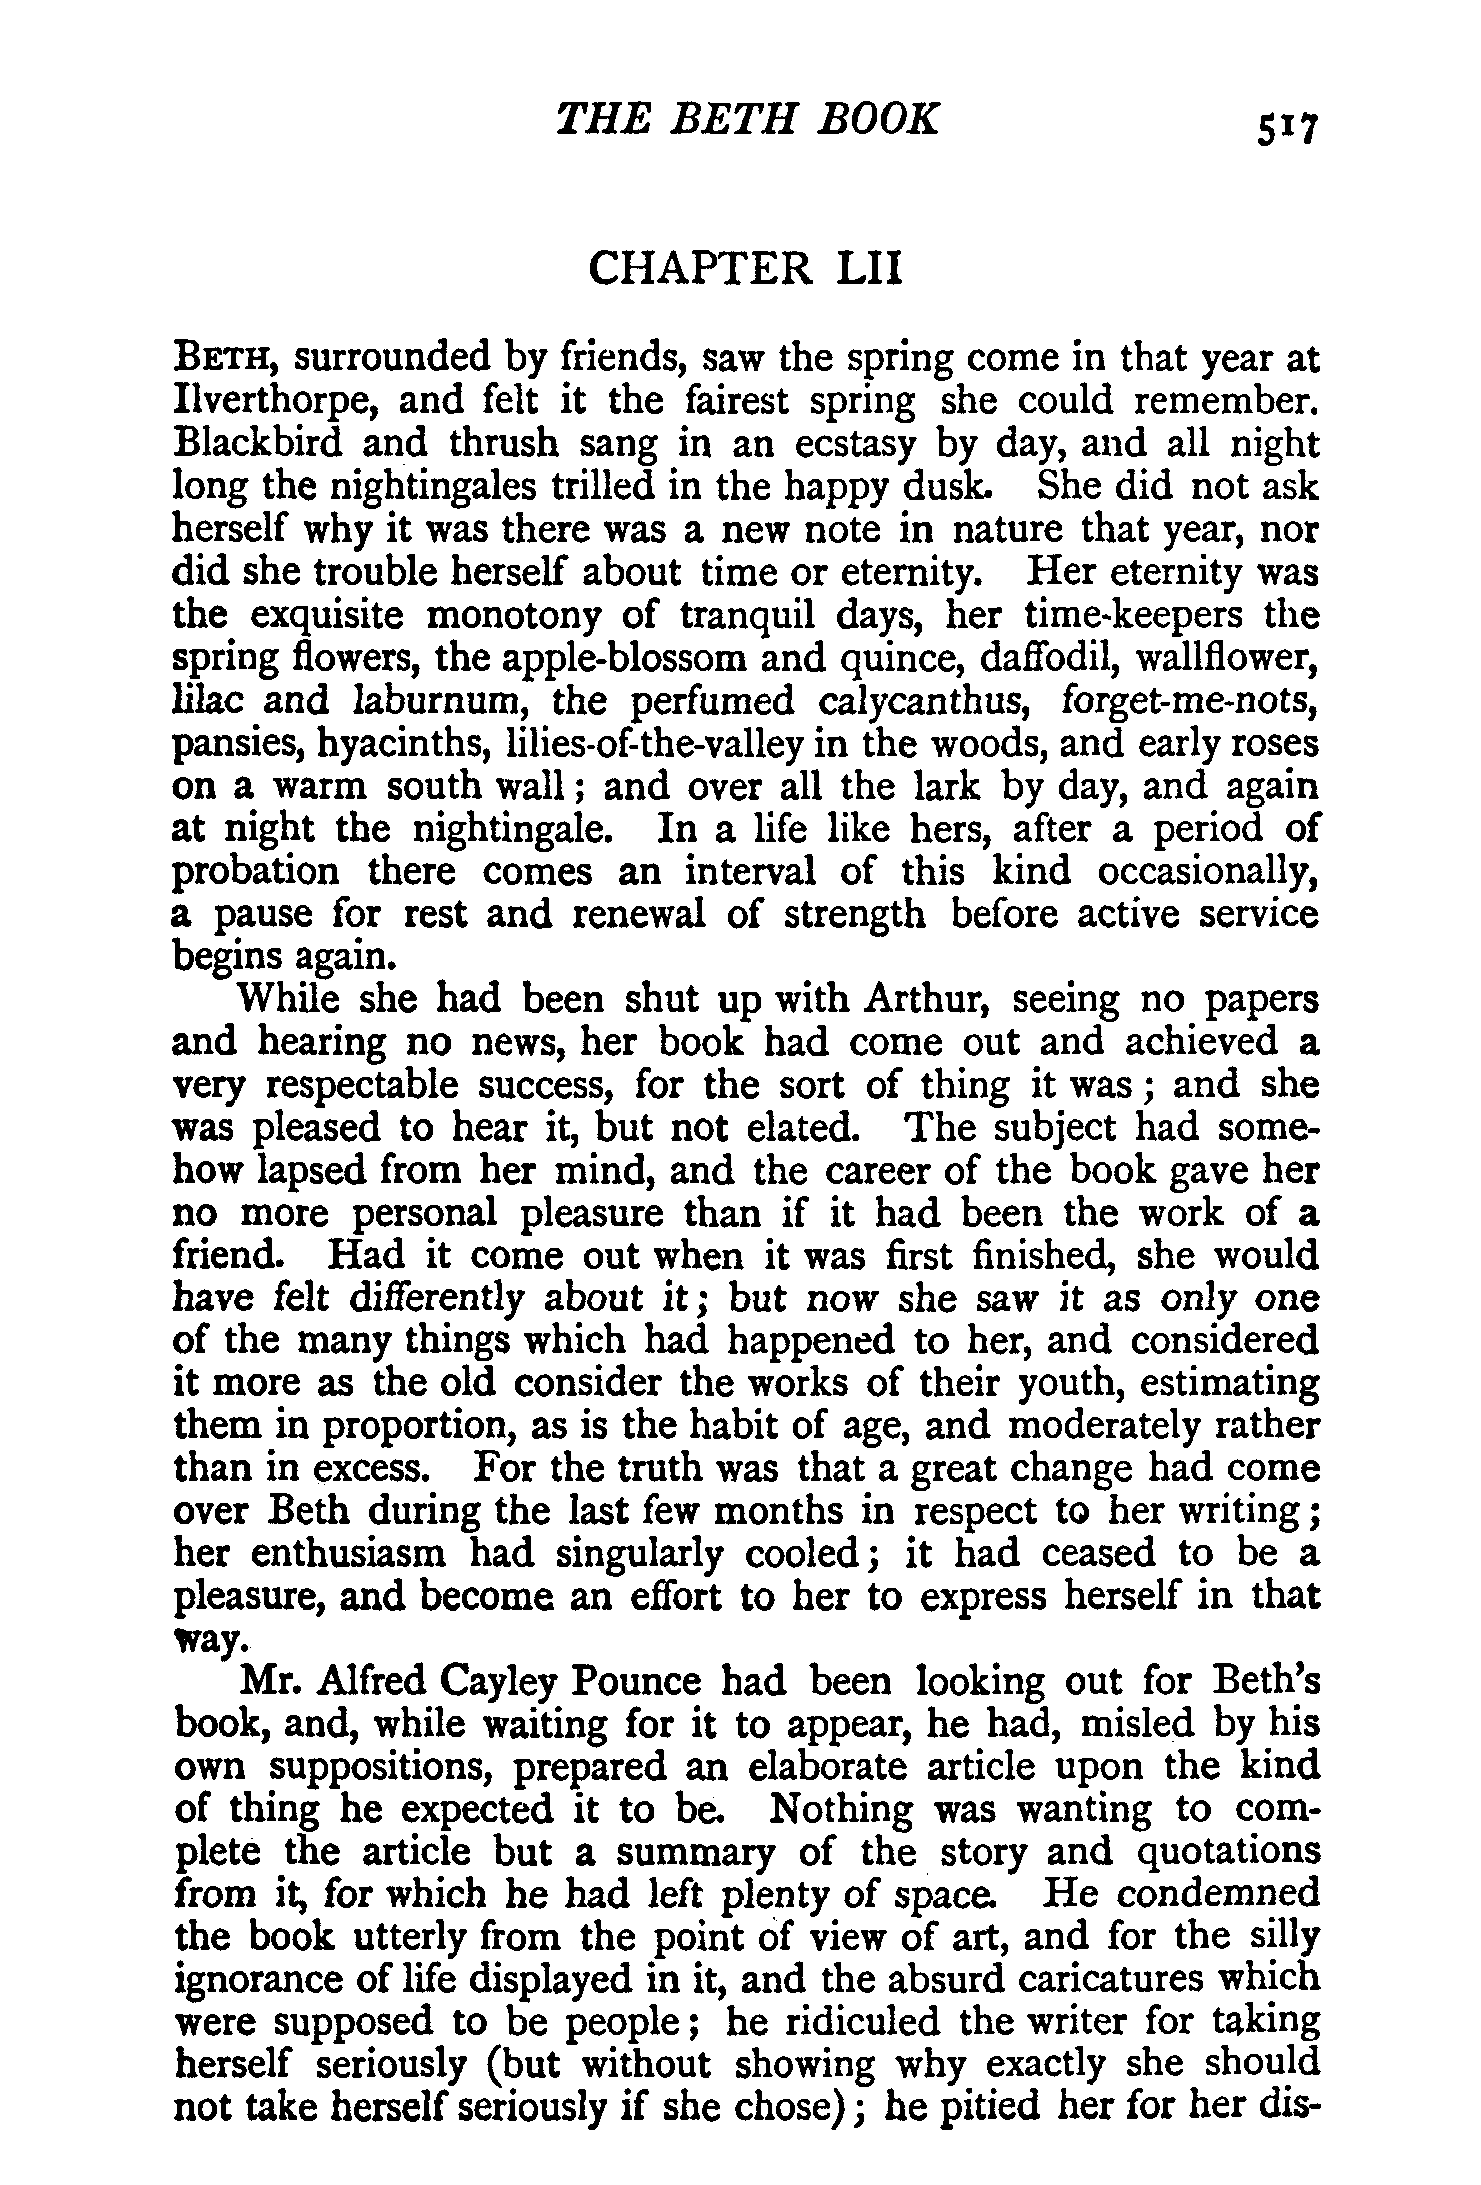 THE BETH BOOK 517
CHAPTER LII
BETH, surrounded by friends, saw the spring come in that year at
Ilverthorpe, and felt it the fairest spring she could remember.
Blackbird and thrush sang in an ecstasy by day, and all night
long the nightingales trilled in the happy dusk. She did not ask
herself why it was there was a new note in nature that year, nor
did she trouble herself about time or eternity. Her eternity was
the exquisite monotony of tranquil days, her time-keepers the
spring flowers, the apple-blossom and quince, daffodil, wallflower,
lilac and laburnum, the perfumed calycanthus, forget-me-nots,
pansies, hyacinths, lilies-of-the-valley in the woods, and early roses
on a warm south wall; and over all the lark by day, and again
at night the nightingale. In a life like hers, after a period of
probation there comes an interval of this kind occasionally,
a pause for rest and renewal of strength before active service
begins again.
While she had been shut up with Arthur, seeing no papers
and hearing no news, her book had come out and achieved a
very respectable success, for the sort of thing it was; and she
was pleased to hear it, but not elated. The subject had some-
how lapsed from her mind, and the career of the book gave her
no more personal pleasure than if it had been the work of a
friend. Had it come out when it was first finished, she would
have felt differently about it; but now she saw it as only one
of the many things which had happened to her, and considered
it more as the old consider the works of their youth, estimating
them in proportion, as is the habit of age, and moderately rather
than in excess. For the truth was that a great change had come
over Beth during the last few months in respect to her writing;
her enthusiasm had singularly cooled; it had ceased to be a
pleasure, and become an effort to her to express herself in that
way.
Mr. Alfred Cayley Pounce had been looking out for Beth's
book, and, while waiting for it to appear, he had, misled by his
own suppositions, prepared an elaborate article upon the kind
of thing he expected it to be. Nothing was wanting to com-
plete the article but a summary of the story and quotations
from it, for which he had left plenty of space. He condemned
the book utterly from the point of view of art, and for the silly
ignorance of life displayed in it, and the absurd caricatures which
were supposed to be people; he ridiculed the writer for taking
herself seriously (but without showing why exactly she should
not take herself seriously if she chose); he pitied her for her dis-